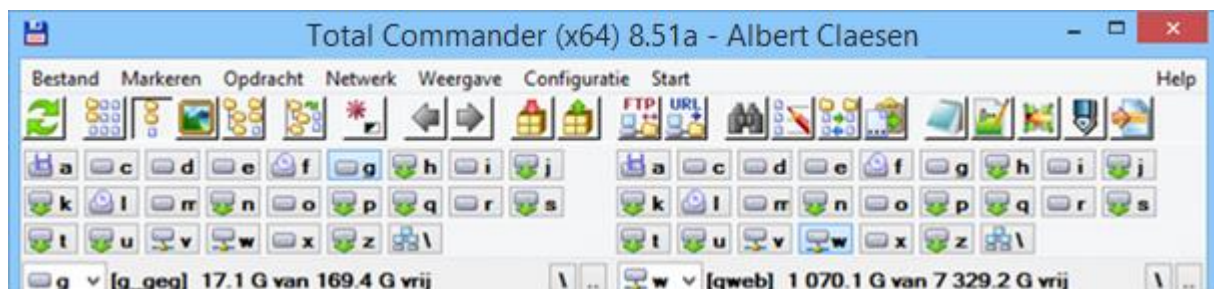 Total Commander (x64) 8.51a - Albert Claesen
Bestand Markeren Opdracht Netwerk Weergave Configuratie Start Help
FTP URL
a c d e f g h i j a c d e f g h i j
k l m n o p q r s k l m n o p q r s
t u v w x z \ t u v w x z \
g [g_geg] 17.1 G van 169.4 G vrij \ .. w [qweb] 1 070.1 G van 7 329.2 G vrij \ ..